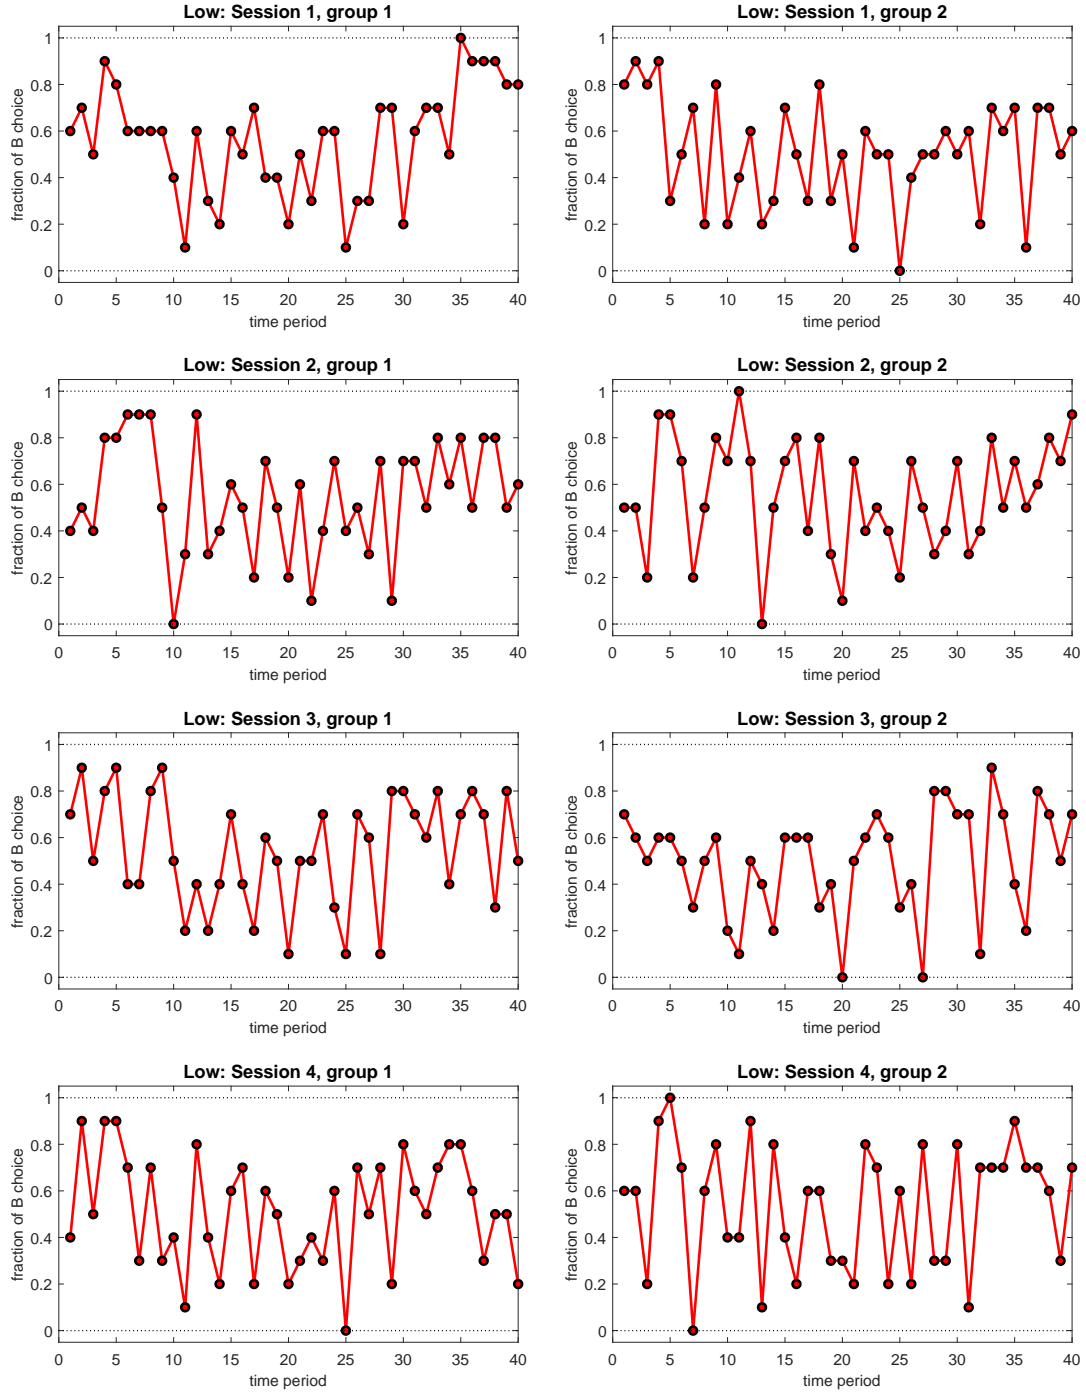 Low: Session 1, group 1
fraction of B choice
1
0.8
0.6
0.4
0.2
0
0 5 10 15 20 25 30 35 40
time period
Low: Session 1, group 2
fraction of B choice
1
0.8
0.6
0.4
0.2
0
0 5 10 15 20 25 30 35 40
time period
Low: Session 2, group 1
fraction of B choice
1
0.8
0.6
0.4
0.2
0
0 5 10 15 20 25 30 35 40
time period
Low: Session 2, group 2
fraction of B choice
1
0.8
0.6
0.4
0.2
0
0 5 10 15 20 25 30 35 40
time period
Low: Session 3, group 1
fraction of B choice
1
0.8
0.6
0.4
0.2
0
0 5 10 15 20 25 30 35 40
time period
Low: Session 3, group 2
fraction of B choice
1
0.8
0.6
0.4
0.2
0
0 5 10 15 20 25 30 35 40
time period
Low: Session 4, group 1
fraction of B choice
1
0.8
0.6
0.4
0.2
0
0 5 10 15 20 25 30 35 40
time period
Low: Session 4, group 2
fraction of B choice
1
0.8
0.6
0.4
0.2
0
0 5 10 15 20 25 30 35 40
time period